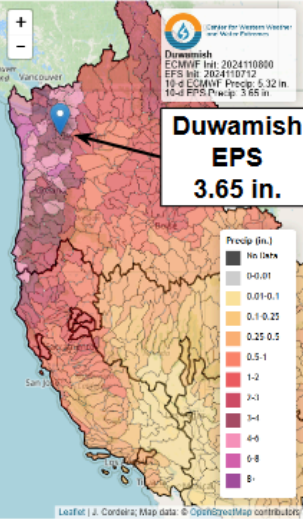 +
−
Vancouver
Center for Western Weather
and Water Extremes
Duwamish
ECMWF Init: 2024110800
EFS Init: 2024110712
10-d ECMWF Precip: 5.32 in.
10-d EPS Precip: 3.65 in
Duwamish
EPS
3.65 in.
Precip (in.)
No Data
0-0.01
0.01-0.1
0.1-0.25
0.25-0.5
0.5-1
1-2
2-3
3-4
4-6
6-8
8+
San Jose
Leaflet | J. Cordeira; Map data: © OpenStreetMap contributors